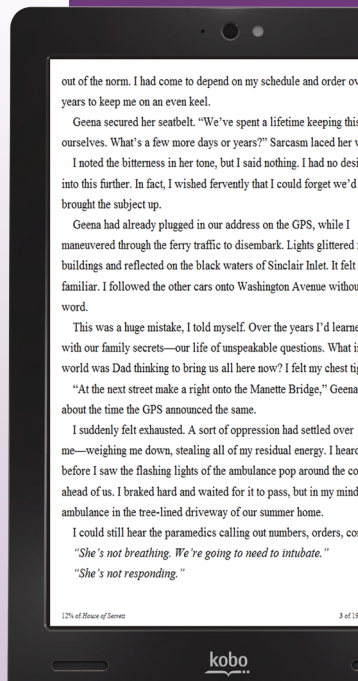 out of the norm. I had come to depend on my schedule and order
years to keep me on an even keel.
Geena secured her seatbelt. “We’ve spent a lifetime keeping this
ourselves. What’s a few more days or years?” Sarcasm laced her
I noted the bitterness in her tone, but I said nothing. I had no
into this further. In fact, I wished fervently that I could forget we’d
brought the subject up.
Geena had already plugged in our address on the GPS, while I
maneuvered through the ferry traffic to disembark. Lights glittered
buildings and reflected on the black waters of Sinclair Inlet. It felt
familiar. I followed the other cars onto Washington Avenue
word.
This was a huge mistake, I told myself. Over the years I’d
with our family secrets—our life of unspeakable questions. What
world was Dad thinking to bring us all here now? I felt my chest
“At the next street make a right onto the Manette Bridge,” Geena
about the time the GPS announced the same.
I suddenly felt exhausted. A sort of oppression had settled over
me—weighing me down, stealing all of my residual energy. I heard
before I saw the flashing lights of the ambulance pop around the
ahead of us. I braked hard and waited for it to pass, but in my mind
ambulance in the tree-lined driveway of our summer home.
I could still hear the paramedics calling out numbers, orders,
“She’s not breathing. We’re going to need to intubate.”
“She’s not responding.”
12% of House of Secrets 3 of 19
kobo